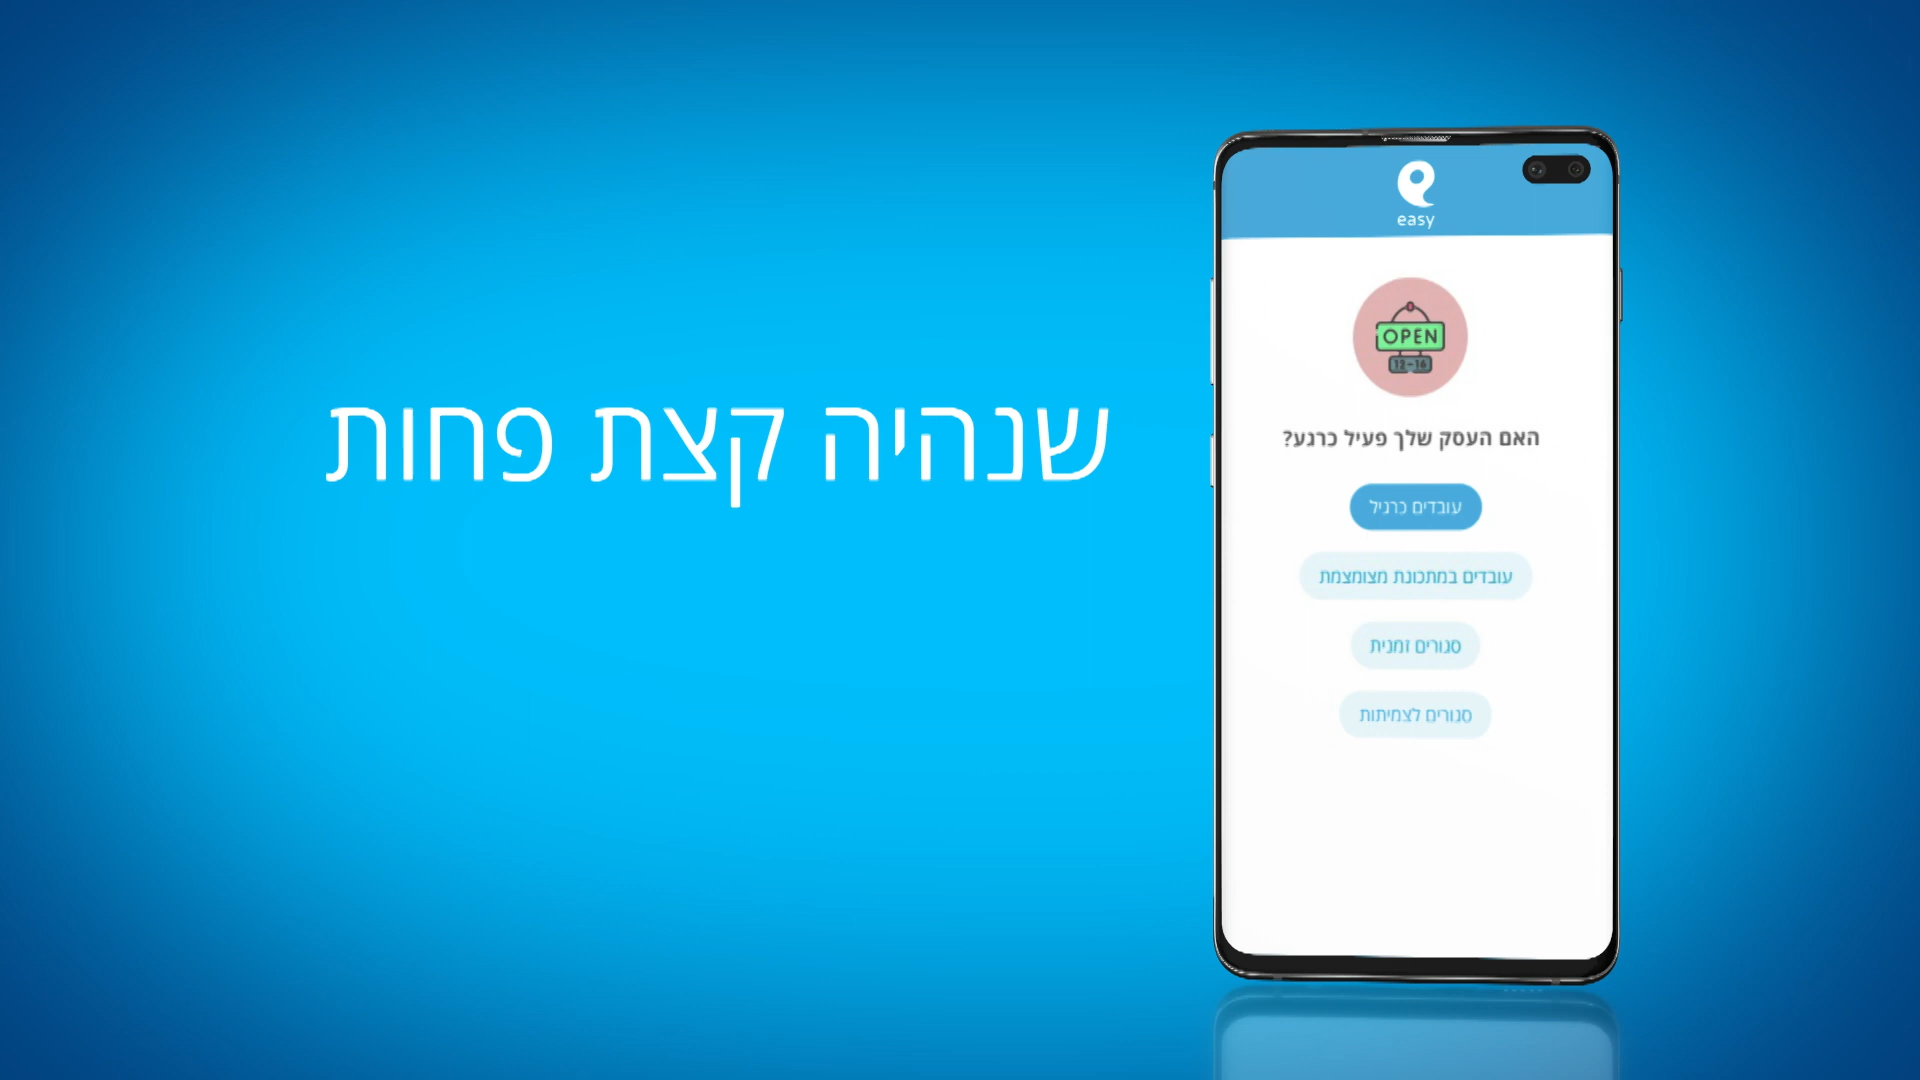 שנהיה קצת פחות
easy
OPEN
12-16
האם העסק שלך פעיל כרגע?
עובדים כרגיל
עובדים במתכונת מצומצמת
סגורים זמנית
סגורים לצמיתות